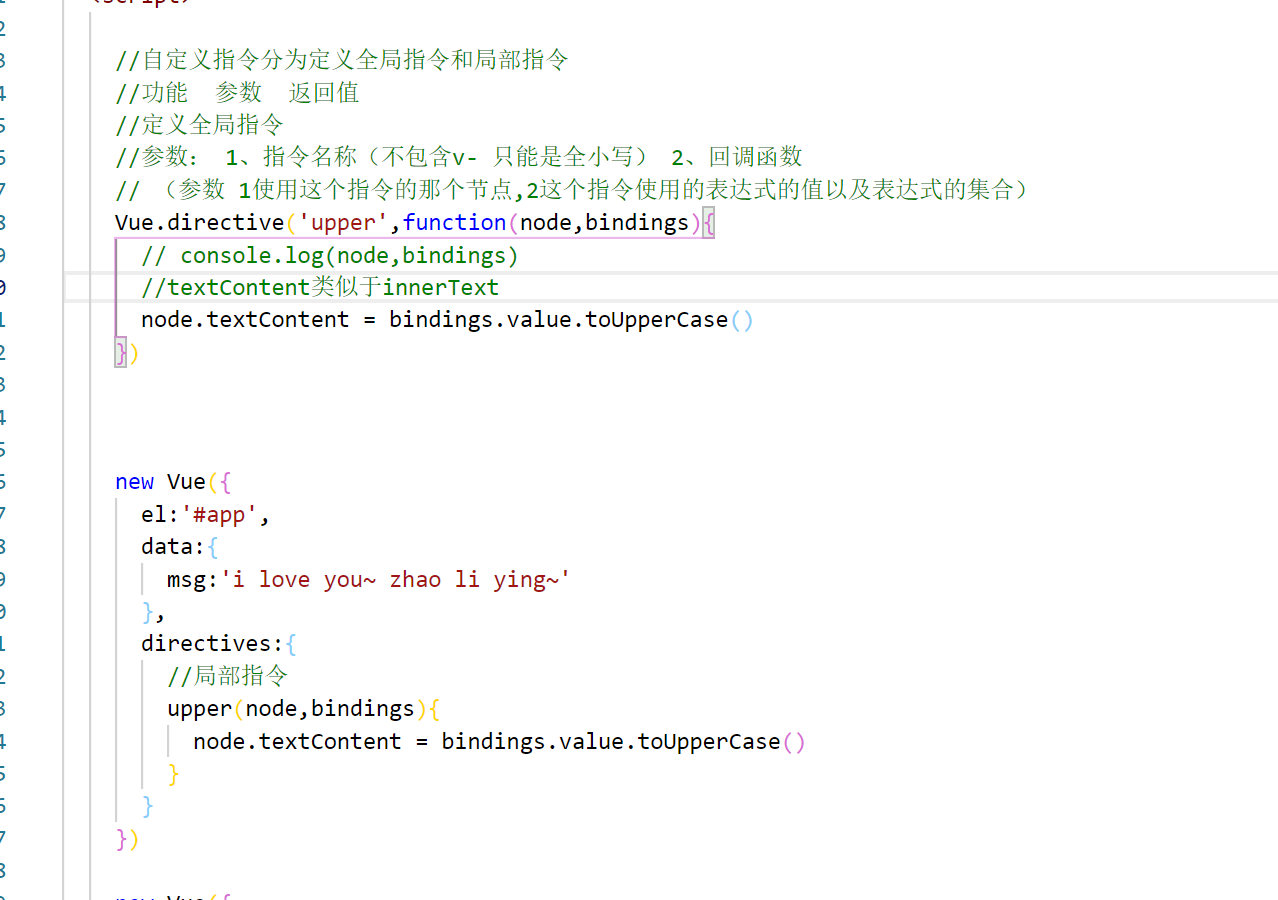 <script>
//自定义指令分为定义全局指令和局部指令
//功能  参数  返回值
//定义全局指令
//参数： 1、指令名称（不包含v- 只能是全小写） 2、回调函数
// （参数 1使用这个指令的那个节点,2这个指令使用的表达式的值以及表达式的集合）
Vue.directive('upper',function(node,bindings){
// console.log(node,bindings)
//textContent类似于innerText
node.textContent = bindings.value.toUpperCase()
})
new Vue({
el:'#app',
data:{
msg:'i love you~ zhao li ying~'
},
directives:{
//局部指令
upper(node,bindings){
node.textContent = bindings.value.toUpperCase()
}
}
})
new Vue({